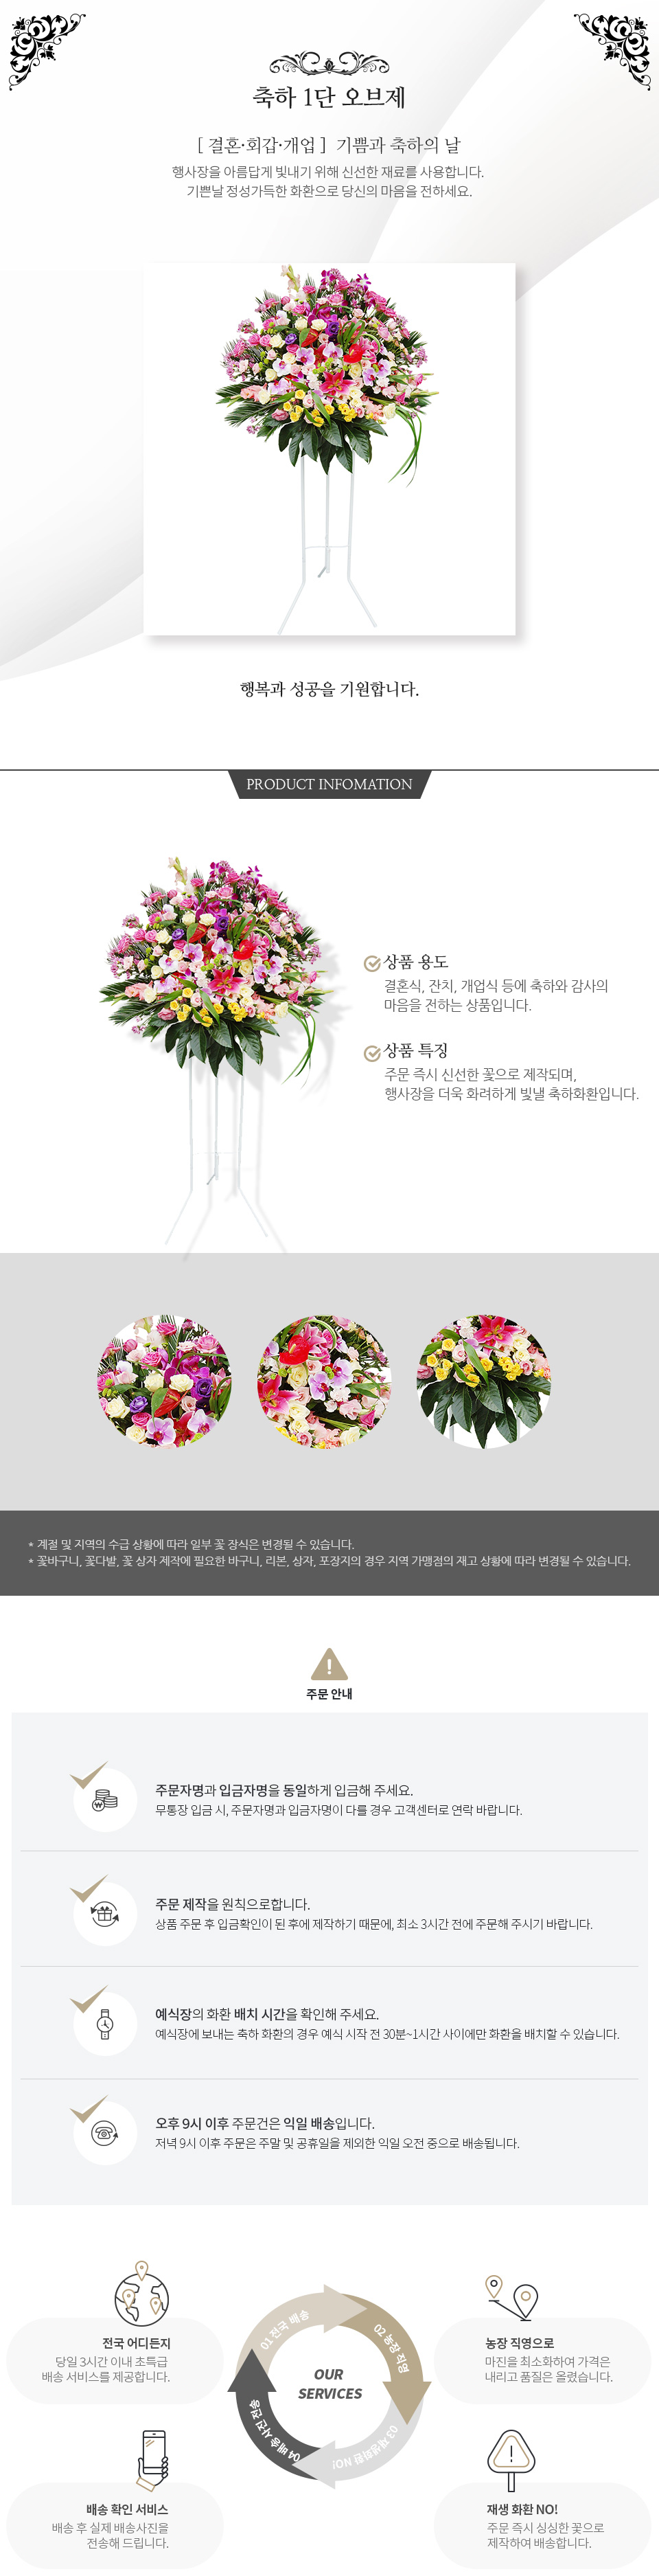 축하 1단 오브제
[ 결혼·회갑·개업 ] 기쁨과 축하의 날
행사장을 아름답게 빛내기 위해 신선한 재료를 사용합니다.
기쁜날 정성가득한 화환으로 당신의 마음을 전하세요.
행복과 성공을 기원합니다.
PRODUCT INFOMATION
상품 용도
결혼식, 잔치, 개업식 등에 축하와 감사의
마음을 전하는 상품입니다.
상품 특징
주문 즉시 신선한 꽃으로 제작되며,
행사장을 더욱 화려하게 빛낼 축하화환입니다.
* 계절 및 지역의 수급 상황에 따라 일부 꽃 장식은 변경될 수 있습니다.
* 꽃바구니, 꽃다발, 꽃 상자 제작에 필요한 바구니, 리본, 상자, 포장지의 경우 지역 가맹점의 재고 상황에 따라 변경될 수 있습니다.
주문 안내
주문자명과 입금자명을 동일하게 입금해 주세요.
무통장 입금 시, 주문자명과 입금자명이 다를 경우 고객센터로 연락 바랍니다.
주문 제작을 원칙으로합니다.
상품 주문 후 입금확인이 된 후에 제작하기 때문에, 최소 3시간 전에 주문해 주시기 바랍니다.
예식장의 화환 배치 시간을 확인해 주세요.
예식장에 보내는 축하 화환의 경우 예식 시작 전 30분~1시간 사이에만 화환을 배치할 수 있습니다.
오후 9시 이후 주문건은 익일 배송입니다.
저녁 9시 이후 주문은 주말 및 공휴일을 제외한 익일 오전 중으로 배송됩니다.
전국 어디든지
당일 3시간 이내 초특급
배송 서비스를 제공합니다.
01 전국 배송
02 농장 직영
OUR
SERVICES
03 재생화환 NO!
04 배송 사진 전송
농장 직영으로
마진을 최소화하여 가격은
내리고 품질은 올렸습니다.
배송 확인 서비스
배송 후 실제 배송사진을
전송해 드립니다.
재생 화환 NO!
주문 즉시 싱싱한 꽃으로
제작하여 배송합니다.